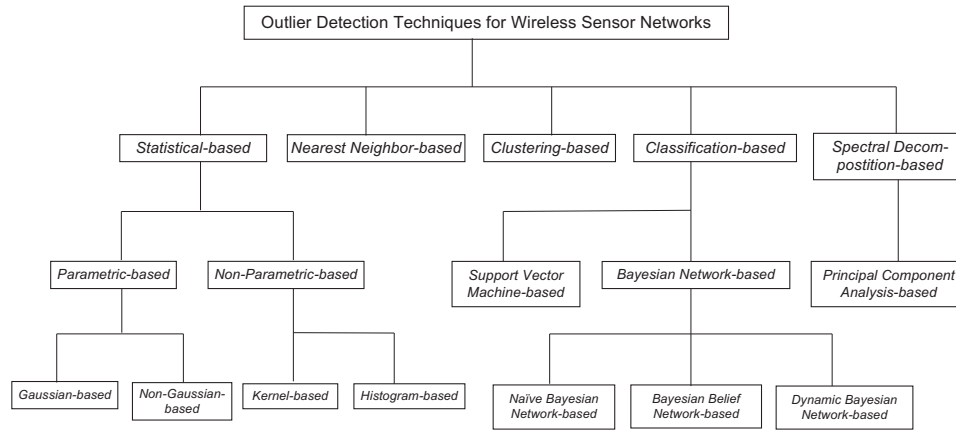 Outlier Detection Techniques for Wireless Sensor Networks
Statistical-based
Nearest Neighbor-based
Clustering-based
Classification-based
Spectral Decom-
postition-based
Parametric-based
Non-Parametric-based
Support Vector
Machine-based
Bayesian Network-based
Principal Component
Analysis-based
Gaussian-based
Non-Gaussian-
based
Kernel-based
Histogram-based
Naïve Bayesian
Network-based
Bayesian Belief
Network-based
Dynamic Bayesian
Network-based